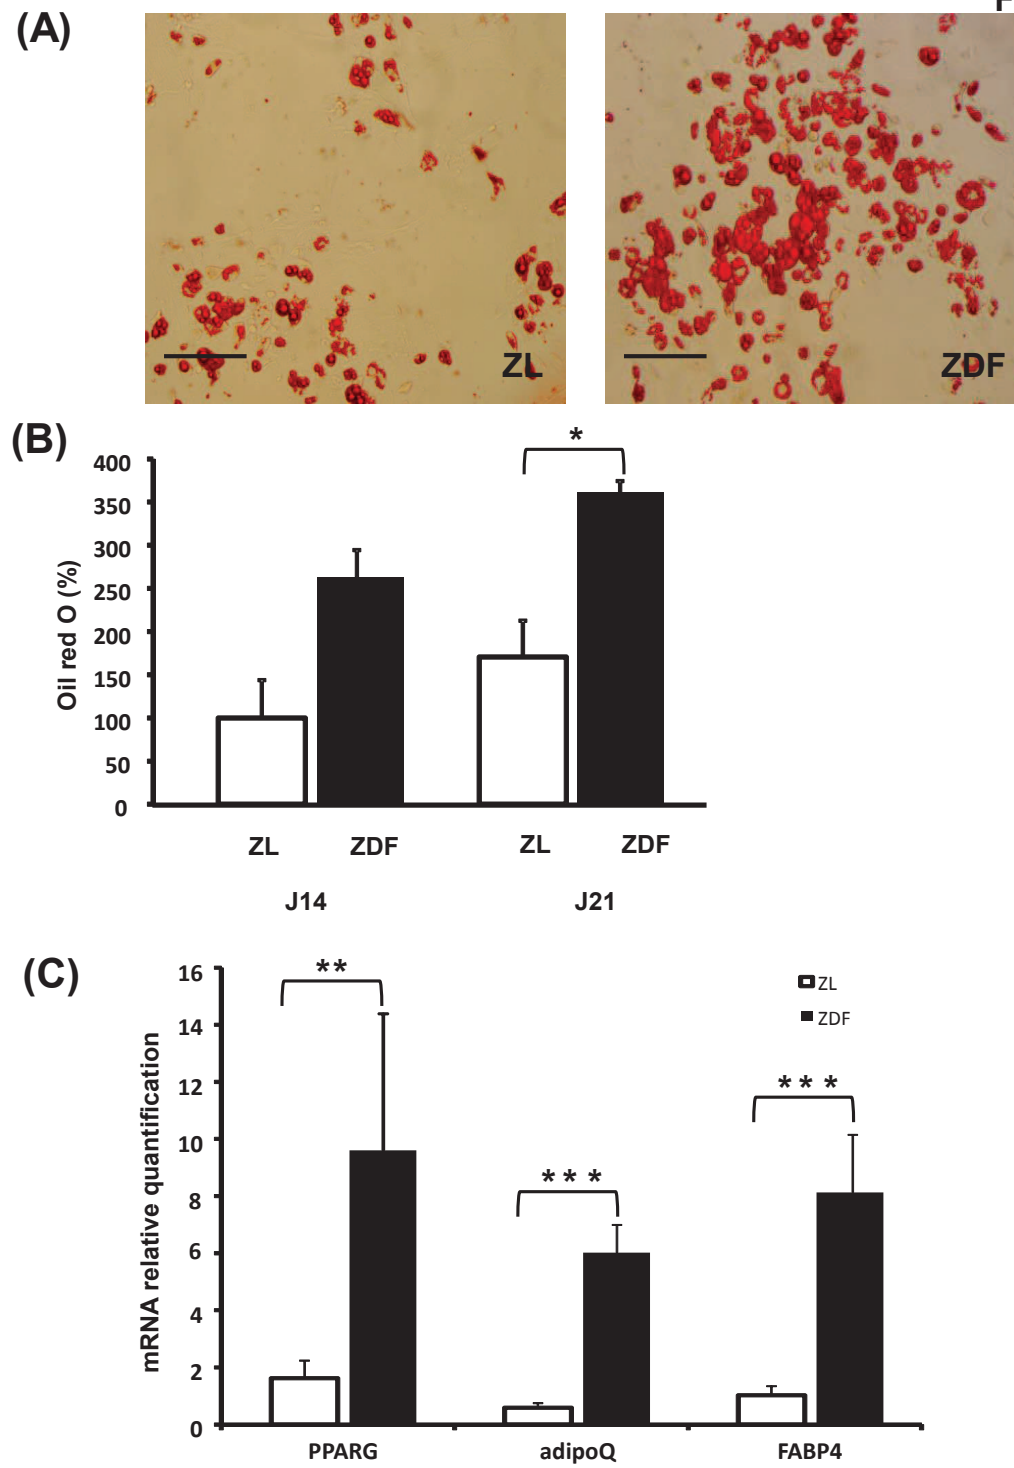 (A)
ZL
ZDF
(B)
*
400
350
300
250
200
150
100
50
0
Oil red O (%)
ZL ZDF ZL ZDF
J14 J21
(C)
**
***
***
ZL
ZDF
16
14
12
10
8
6
4
2
0
mRNA relative quantification
PPARG adipoQ FABP4